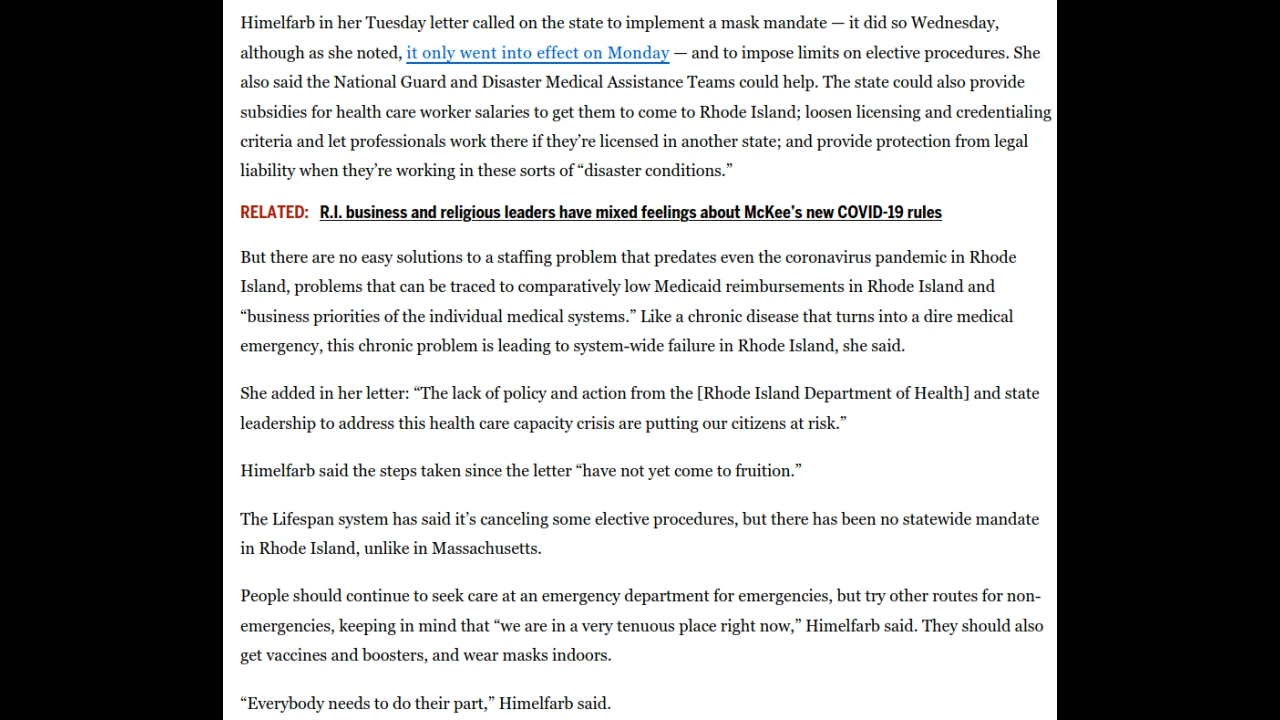 Himelfarb in her Tuesday letter called on the state to implement a mask mandate — it did so Wednesday,
although as she noted, it only went into effect on Monday — and to impose limits on elective procedures. She
also said the National Guard and Disaster Medical Assistance Teams could help. The state could also provide
subsidies for health care worker salaries to get them to come to Rhode Island; loosen licensing and credentialing
criteria and let professionals work there if they’re licensed in another state; and provide protection from legal
liability when they’re working in these sorts of “disaster conditions.”
RELATED: R.I. business and religious leaders have mixed feelings about McKee’s new COVID-19 rules
But there are no easy solutions to a staffing problem that predates even the coronavirus pandemic in Rhode
Island, problems that can be traced to comparatively low Medicaid reimbursements in Rhode Island and
“business priorities of the individual medical systems.” Like a chronic disease that turns into a dire medical
emergency, this chronic problem is leading to system-wide failure in Rhode Island, she said.
She added in her letter: “The lack of policy and action from the [Rhode Island Department of Health] and state
leadership to address this health care capacity crisis are putting our citizens at risk.”
Himelfarb said the steps taken since the letter “have not yet come to fruition.”
The Lifespan system has said it’s canceling some elective procedures, but there has been no statewide mandate
in Rhode Island, unlike in Massachusetts.
People should continue to seek care at an emergency department for emergencies, but try other routes for non-
emergencies, keeping in mind that “we are in a very tenuous place right now,” Himelfarb said. They should also
get vaccines and boosters, and wear masks indoors.
“Everybody needs to do their part,” Himelfarb said.